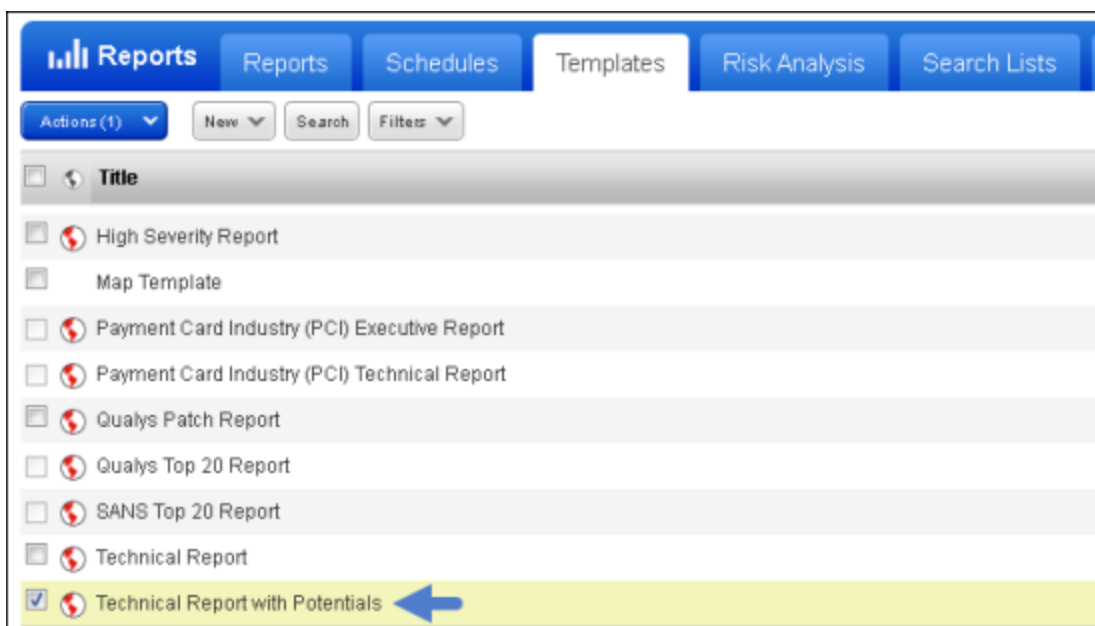 Reports Reports Schedules Templates Risk Analysis Search Lists
Actions (1) New Search Filters
Title
High Severity Report
Map Template
Payment Card Industry (PCI) Executive Report
Payment Card Industry (PCI) Technical Report
Qualys Patch Report
Qualys Top 20 Report
SANS Top 20 Report
Technical Report
Technical Report with Potentials